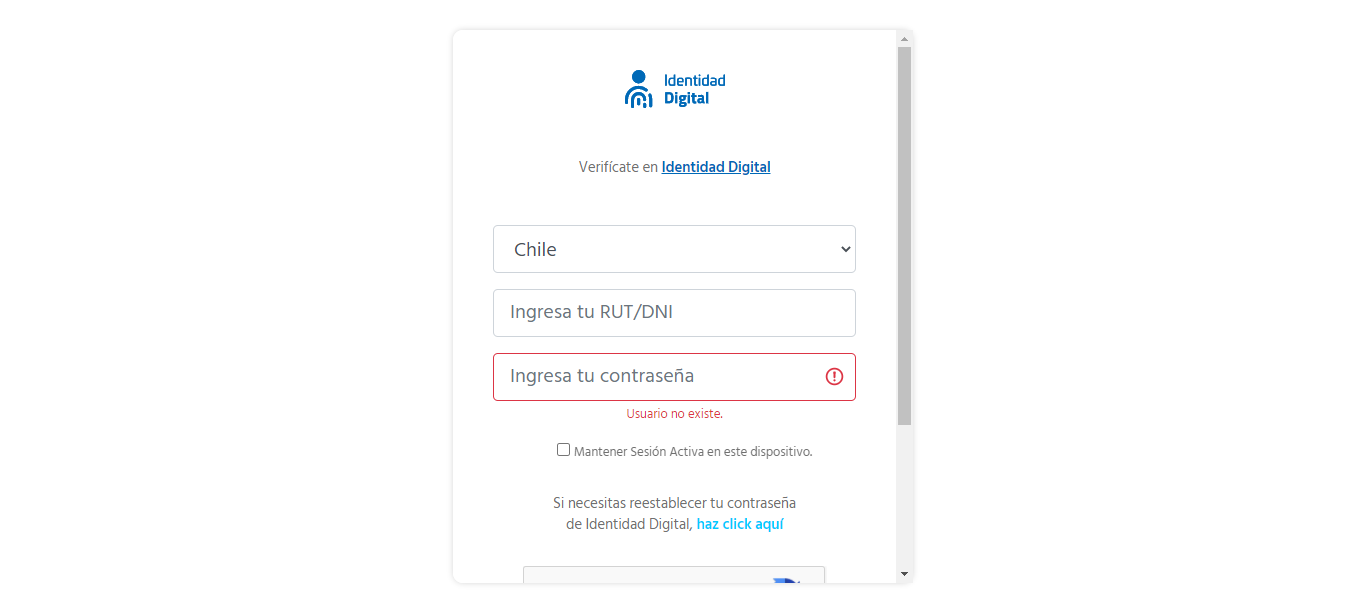 Identidad
Digital
Verifícate en Identidad Digital
Chile
Ingresa tu RUT/DNI
Ingresa tu contraseña
Usuario no existe.
Mantener Sesión Activa en este dispositivo.
Si necesitas reestablecer tu contraseña
de Identidad Digital, haz click aquí